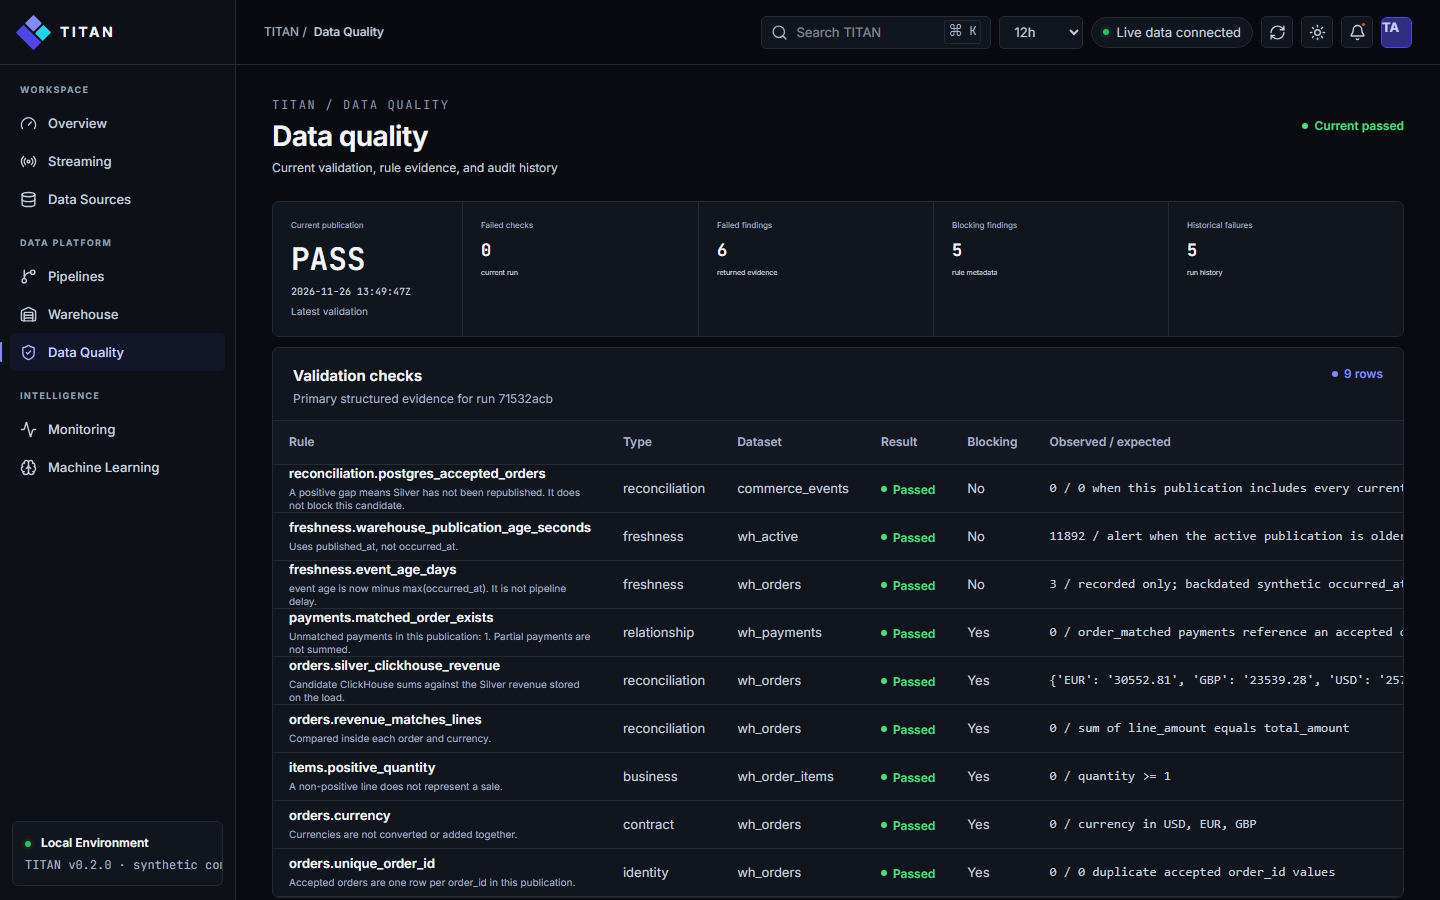 TITAN
TITAN / Data Quality
Search TITAN
⌘ K
12h
Live data connected
TA
WORKSPACE
Overview
Streaming
Data Sources
DATA PLATFORM
Pipelines
Warehouse
Data Quality
INTELLIGENCE
Monitoring
Machine Learning
Local Environment
TITAN v0.2.0 · synthetic co
TITAN / DATA QUALITY
Data quality
Current validation, rule evidence, and audit history
Current passed
Current publication
PASS
2026-11-26 13:49:47Z
Latest validation
Failed checks
0
current run
Failed findings
6
returned evidence
Blocking findings
5
rule metadata
Historical failures
5
run history
Validation checks
Primary structured evidence for run 71532acb
9 rows
Rule Type Dataset Result Blocking Observed / expected
reconciliation.postgres_accepted_orders
A positive gap means Silver has not been republished. It does
not block this candidate.
reconciliation commerce_events Passed No 0 / 0 when this publication includes every current
freshness.warehouse_publication_age_seconds
Uses published_at, not occurred_at.
freshness wh_active Passed No 11892 / alert when the active publication is older
freshness.event_age_days
event age is now minus max(occurred_at). It is not pipeline
delay.
freshness wh_orders Passed No 3 / recorded only; backdated synthetic occurred_at
payments.matched_order_exists
Unmatched payments in this publication: 1. Partial payments are
not summed.
relationship wh_payments Passed Yes 0 / order_matched payments reference an accepted
orders.silver_clickhouse_revenue
Candidate ClickHouse sums against the Silver revenue stored
on the load.
reconciliation wh_orders Passed Yes {'EUR': '30552.81', 'GBP': '23539.28', 'USD': '257
orders.revenue_matches_lines
Compared inside each order and currency.
reconciliation wh_orders Passed Yes 0 / sum of line_amount equals total_amount
items.positive_quantity
A non-positive line does not represent a sale.
business wh_order_items Passed Yes 0 / quantity >= 1
orders.currency
Currencies are not converted or added together.
contract wh_orders Passed Yes 0 / currency in USD, EUR, GBP
orders.unique_order_id
Accepted orders are one row per order_id in this publication.
identity wh_orders Passed Yes 0 / 0 duplicate accepted order_id values